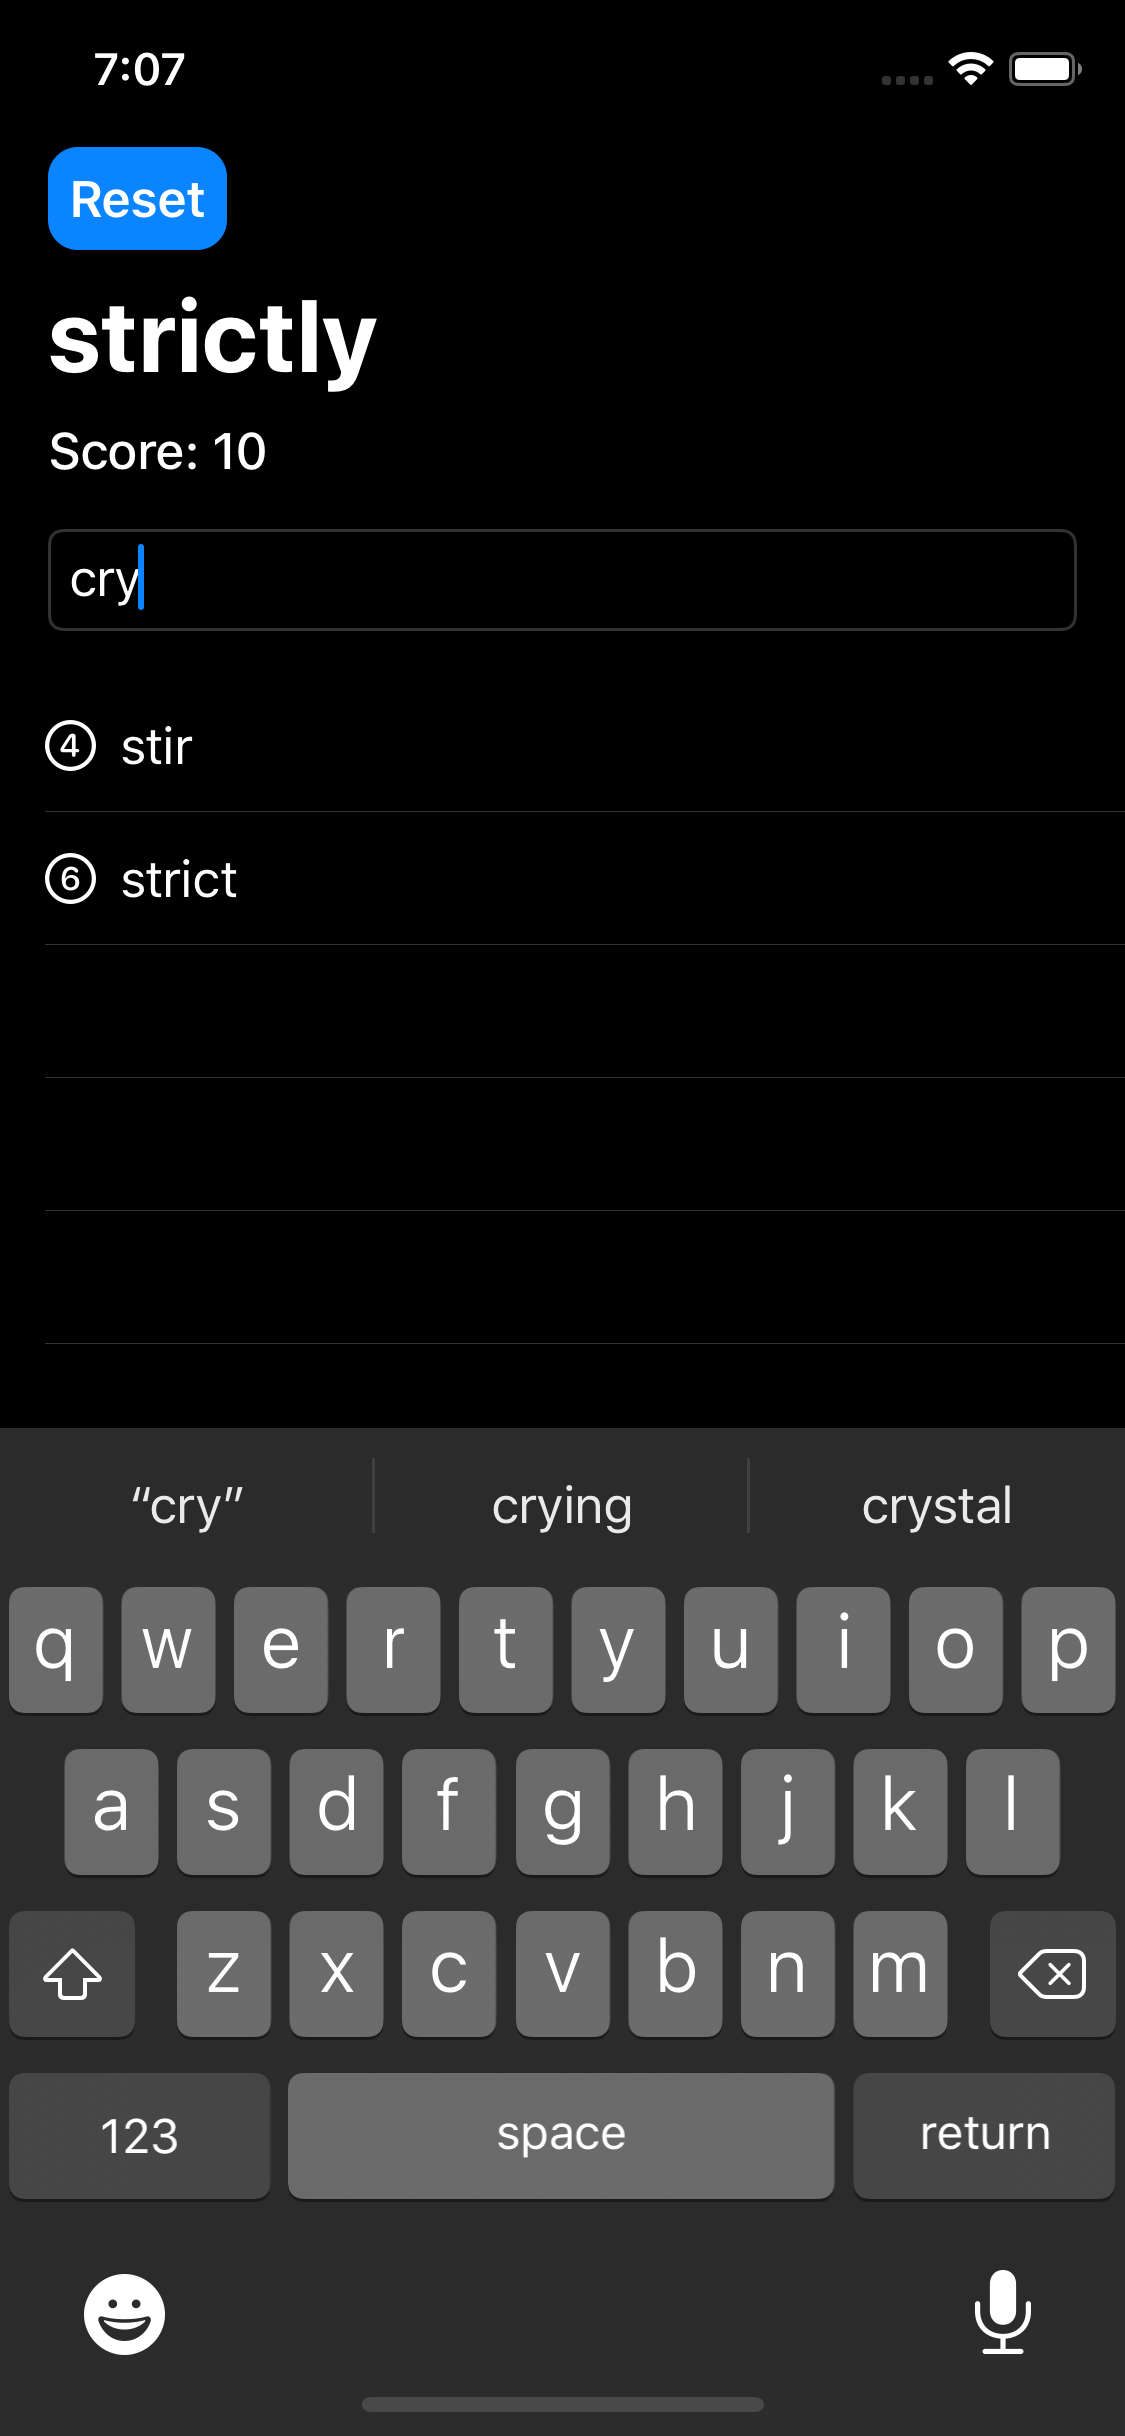 7:07
Reset
strictly
Score: 10
cry
4 stir
6 strict
“cry” crying crystal
q w e r t y u i o p
a s d f g h j k l
z x c v b n m
123 space return